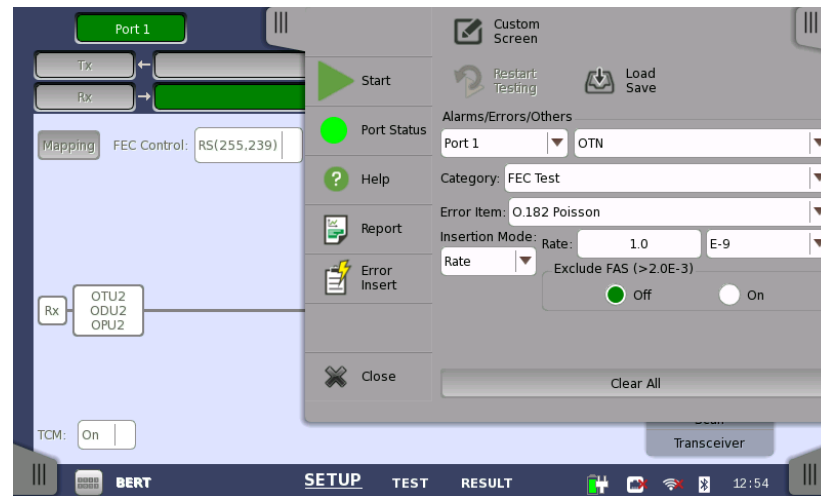 Port 1
Tx
Rx
Mapping
FEC Control:
RS(255,239)
Rx
OTU2
ODU2
OPU2
TCM:
On
Start
Port Status
Help
Report
Error
Insert
Close
Custom
Screen
Restart
Testing
Load
Save
Alarms/Errors/Others
Port 1
OTN
Category:
FEC Test
Error Item:
O.182 Poisson
Insertion Mode:
Rate
Rate:
1.0
E-9
Exclude FAS (>2.0E-3)
Off
On
Clear All
Transceiver
BERT
SETUP
TEST
RESULT
12:54